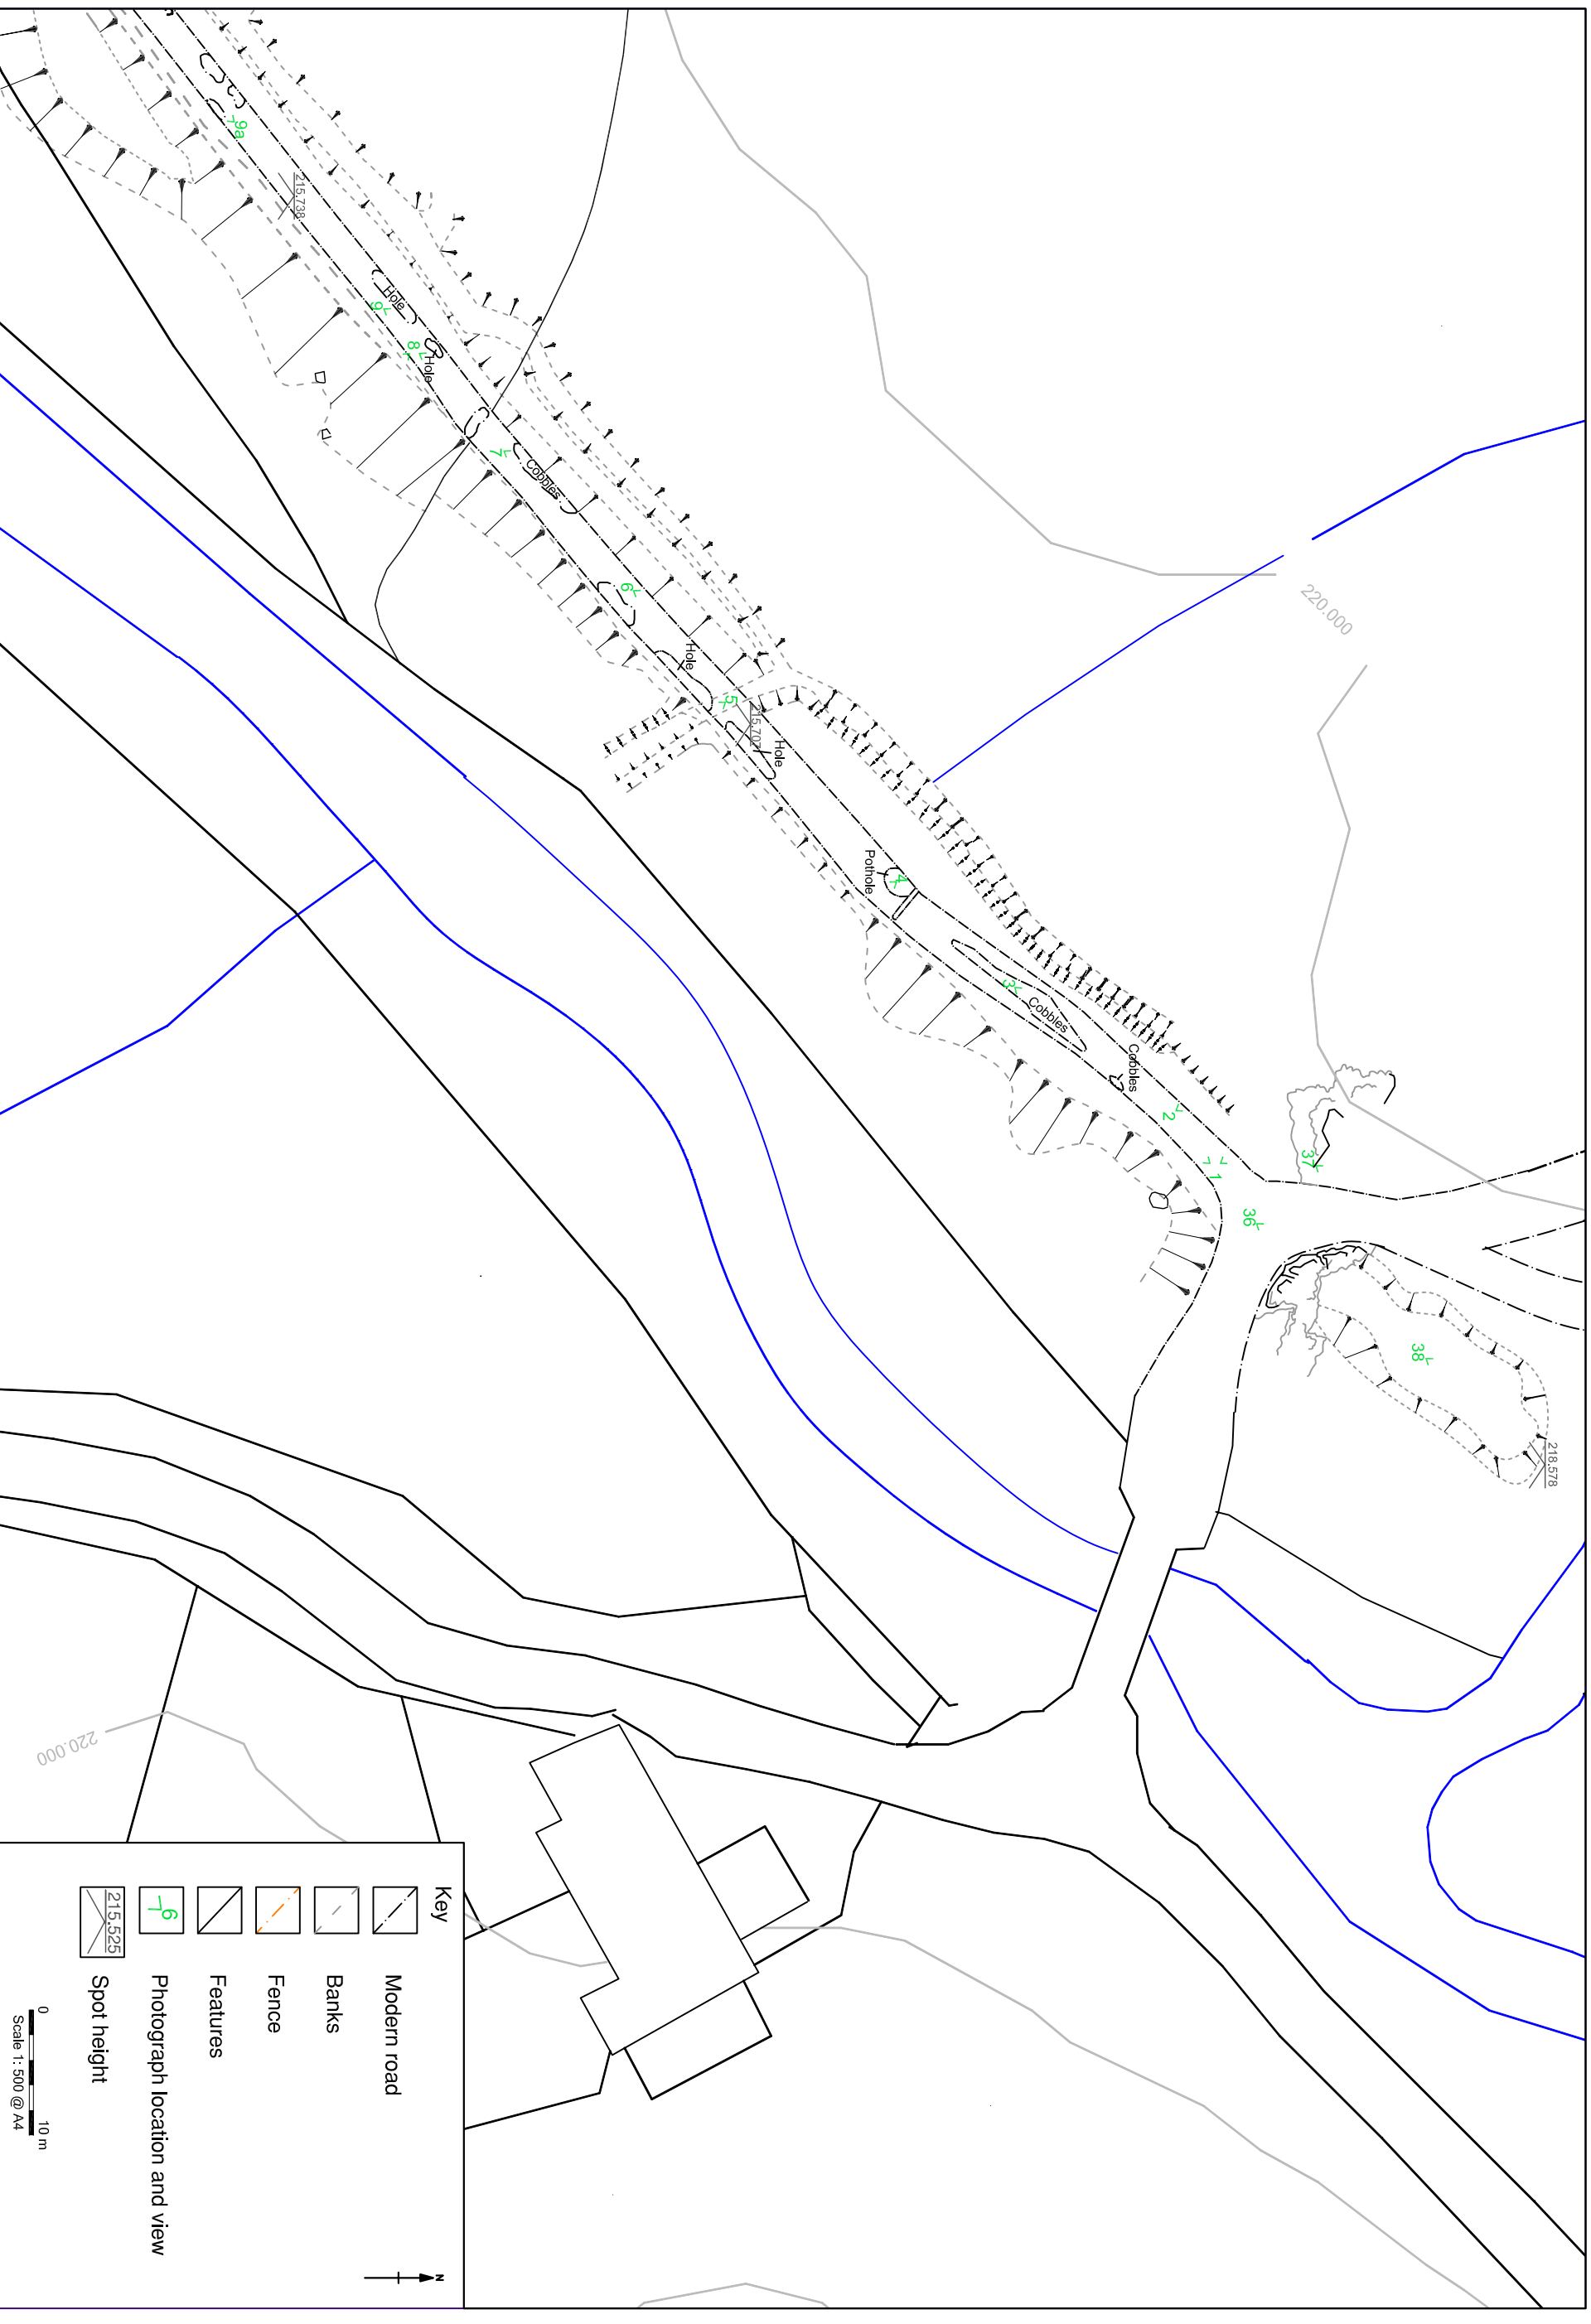 9a
215.738
Hole
9
8
Hole
7
Cobbles
6
Hole
5
215.707
Hole
Pothole
4
3
Cobbles
Cobbles
2
1
36
37
38
218.578
220.000
220.000
Key
Modern road
Banks
Fence
Features
6
Photograph location and view
215.525
Spot height
0 10 m
Scale 1: 500 @ A4
N